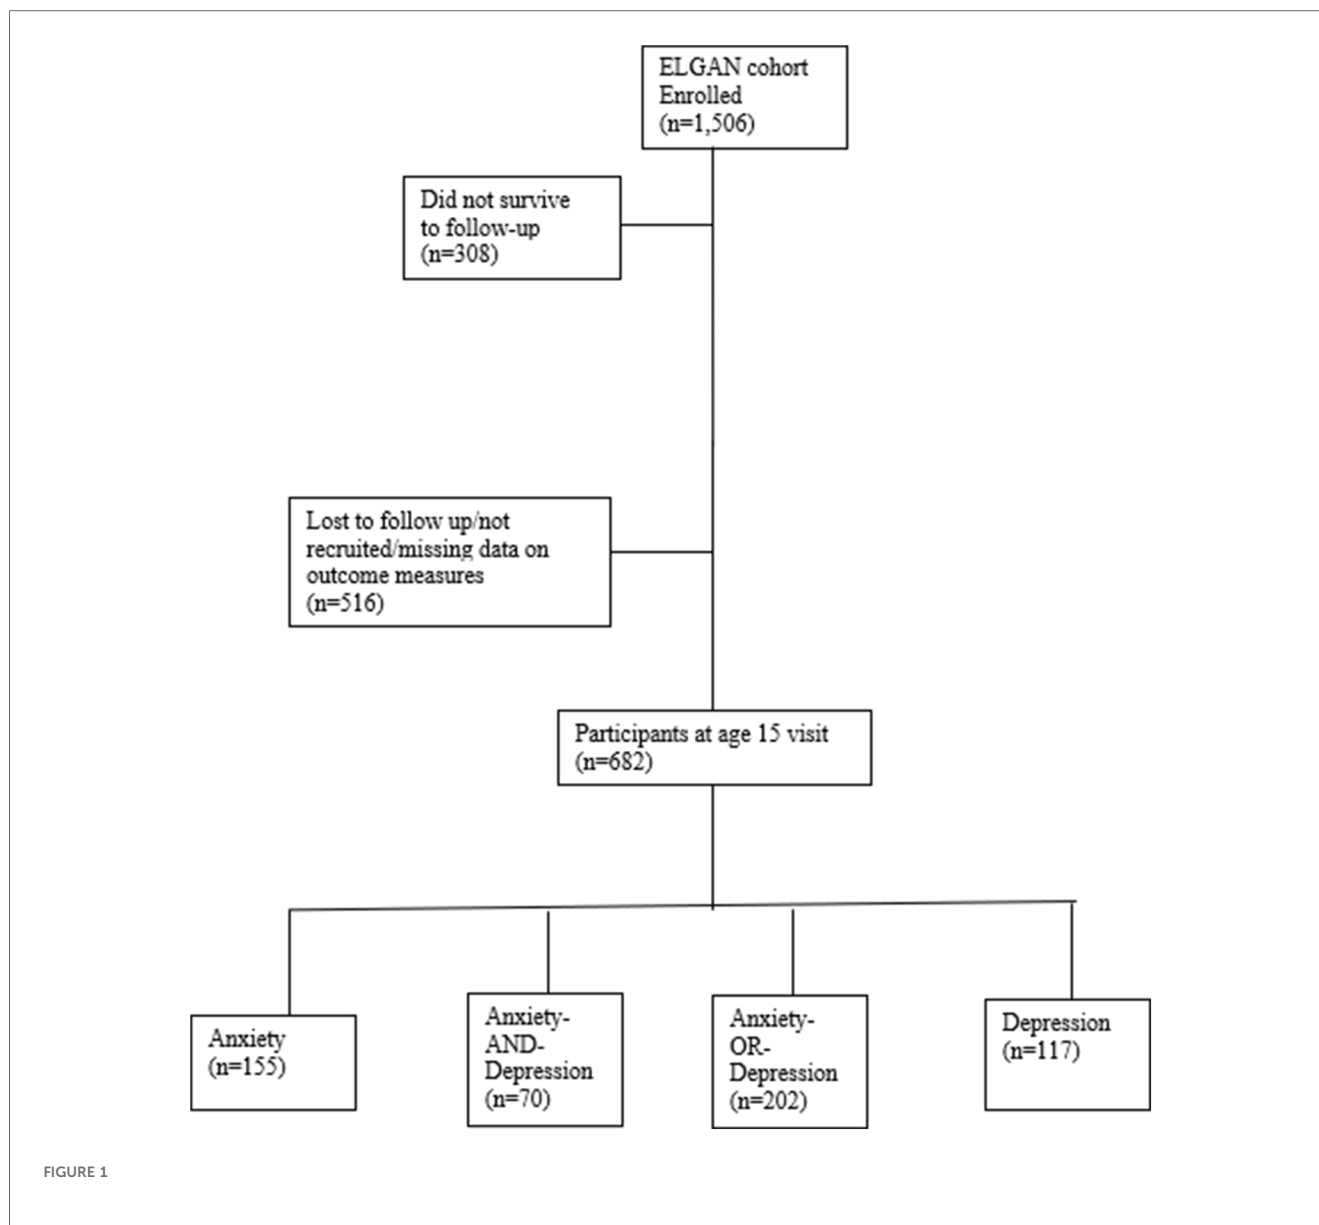 ELGAN cohort
Enrolled
(n=1,506)
Did not survive
to follow-up
(n=308)
Lost to follow up/not
recruited/missing data on
outcome measures
(n=516)
Participants at age 15 visit
(n=682)
Anxiety
(n=155)
Anxiety-
AND-
Depression
(n=70)
Anxiety-
OR-
Depression
(n=202)
Depression
(n=117)
FIGURE 1